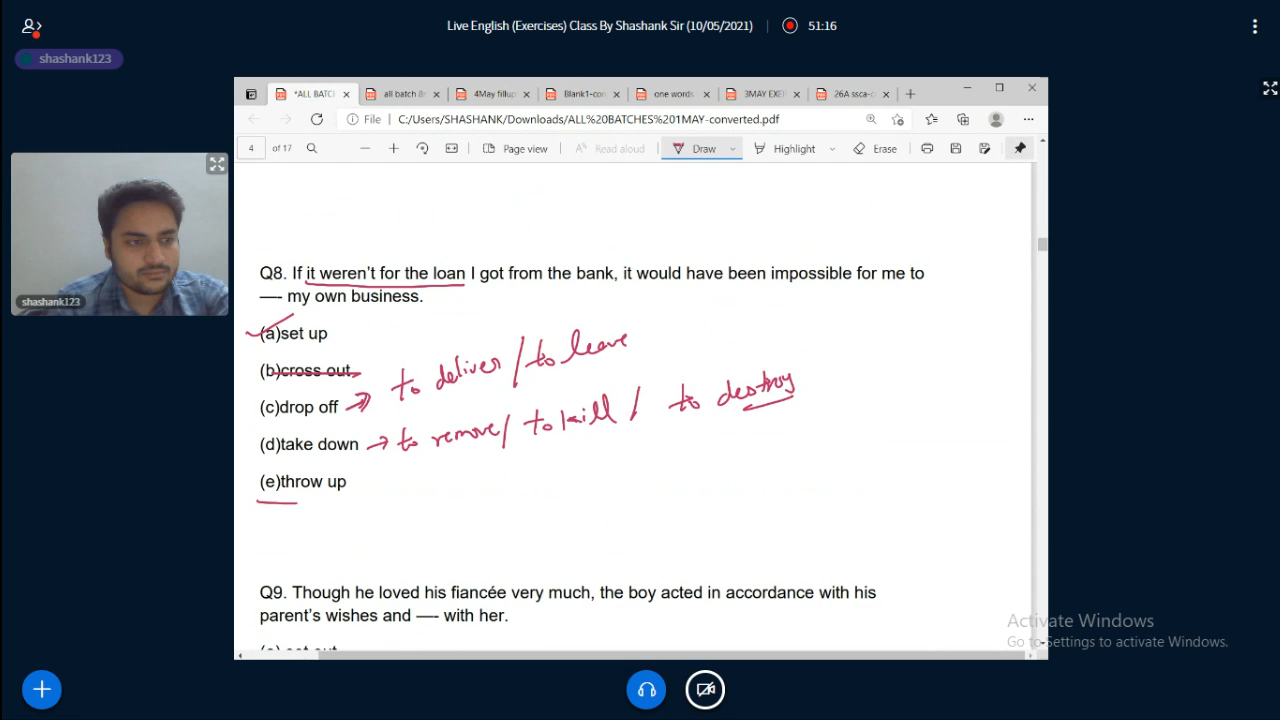 Live English (Exercises) Class By Shashank Sir (10/05/2021) 51:16
shashank123
*ALL BATC all batch 8 4May fillup Blank1-con one words 3MAY EXE 26A ssca-c
File C:/Users/SHASHANK/Downloads/ALL%20BATCHES%201MAY-converted.pdf
4 of 17 Page view Read aloud Draw Highlight Erase
shashank123
Q8. If it weren't for the loan I got from the bank, it would have been impossible for me to
—- my own business.
(a)set up
(b)cross out
(c)drop off to deliver / to leave
(d)take down to remove / to kill / to destroy
(e)throw up
Q9. Though he loved his fiancée very much, the boy acted in accordance with his
parent's wishes and —- with her.
(a) set out
Activate Windows
Go to Settings to activate Windows.